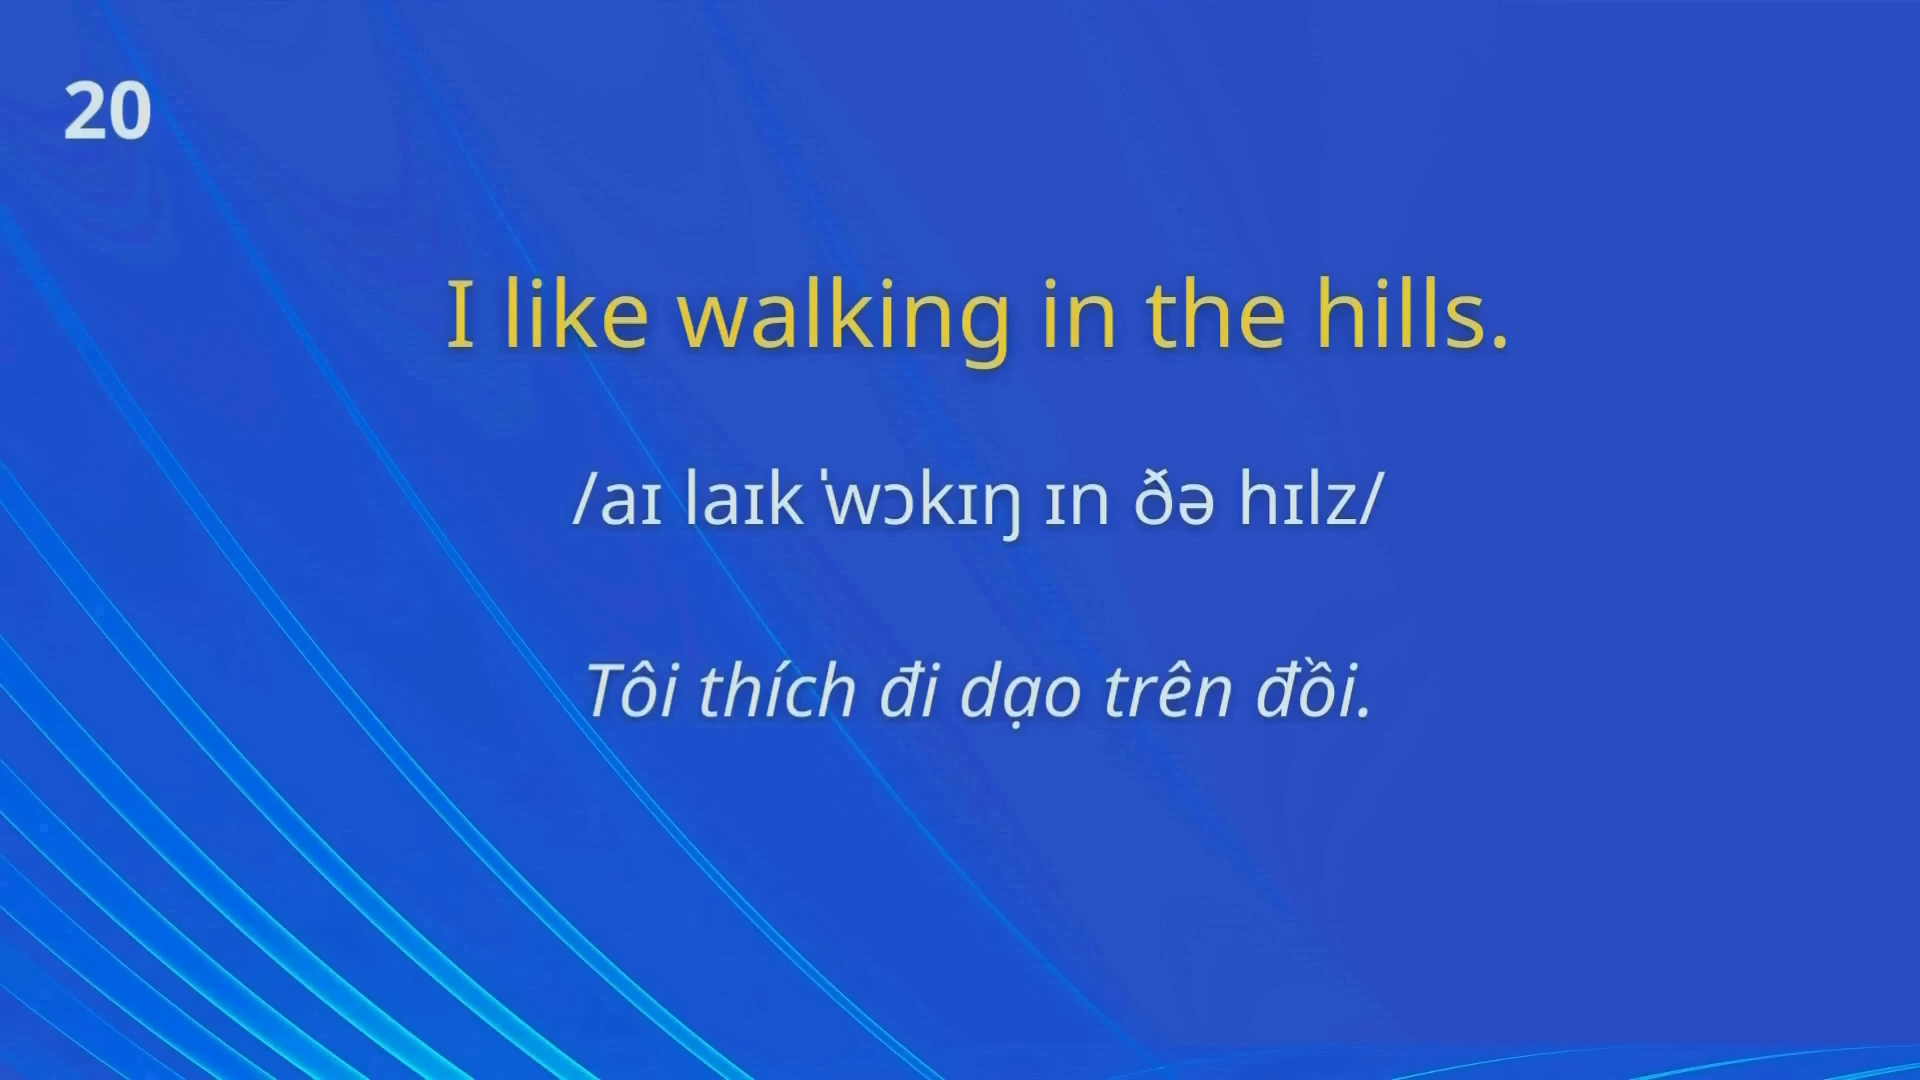 20
I like walking in the hills.
/aɪ laɪk ˈwɔkɪŋ ɪn ðə hɪlz/
Tôi thích đi dạo trên đồi.